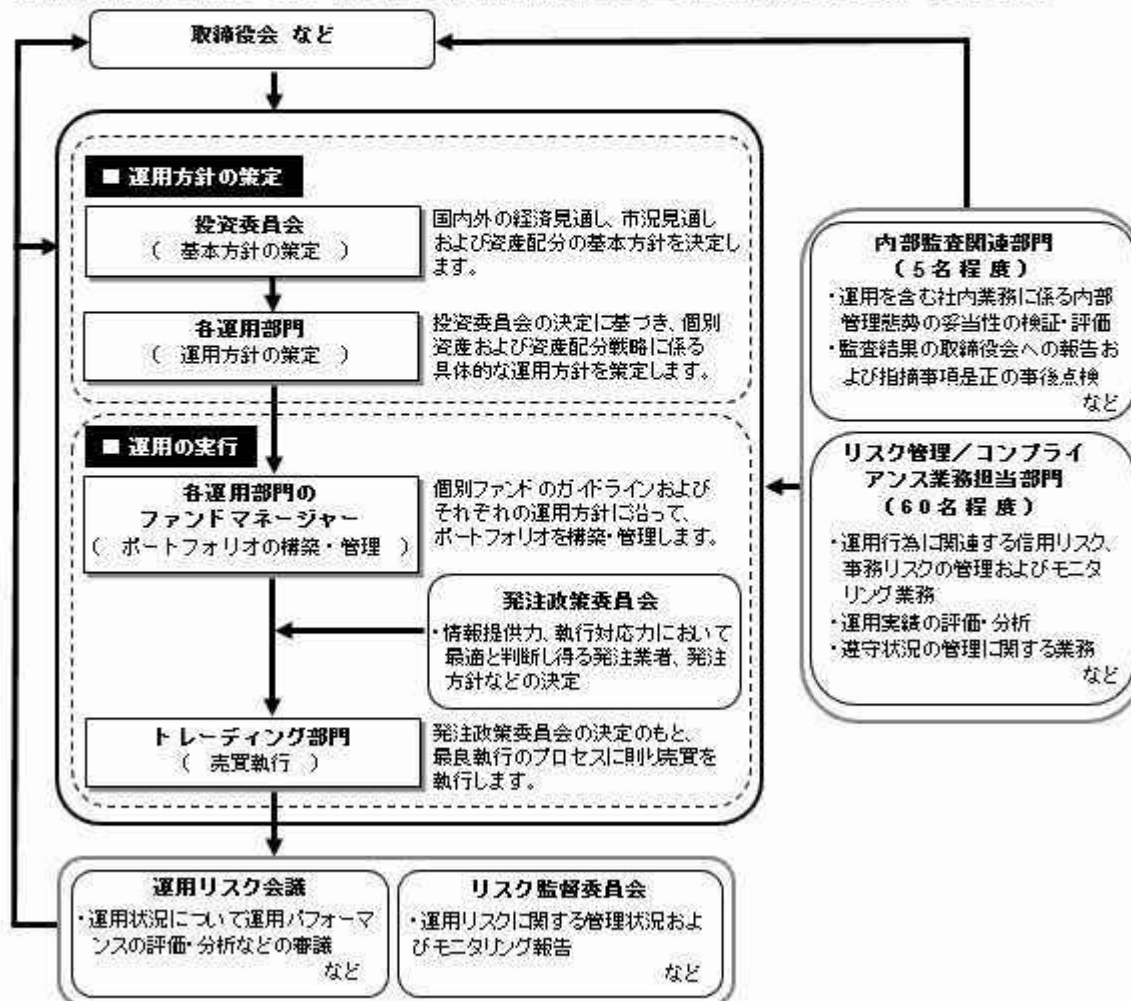 取締役会 など
■ 運用方針の策定
投資委員会
( 基本方針の策定 )
国内外の経済見通し、市況見通し
および資産配分の基本方針を決定し
ます。
各運用部門
( 運用方針の策定 )
投資委員会の決定に基づき、個別
資産および資産配分戦略に係る
具体的な運用方針を策定します。
■ 運用の実行
各運用部門の
ファンドマネージャー
( ポートフォリオの構築・管理 )
個別ファンドのガイドラインおよび
それぞれの運用方針に沿って、
ポートフォリオを構築・管理します。
発注政策委員会
・情報提供力、執行対応力において
最適と判断し得る発注業者、発注
方針などの決定
トレーディング部門
( 売買執行 )
発注政策委員会の決定のもと、
最良執行のプロセスに則り売買を
執行します。
内部監査関連部門
(5名程度)
・運用を含む社内業務に係る内部
管理態勢の妥当性の検証・評価
・監査結果の取締役会への報告お
よび指摘事項是正の事後点検
など
リスク管理/コンプライ
アンス業務担当部門
(60名程度)
・運用行為に関連する信用リスク、
事務リスクの管理およびモニタ
リング業務
・運用実績の評価・分析
・遵守状況の管理に関する業務
など
運用リスク会議
・運用状況について運用パフォーマ
ンスの評価・分析などの審議
など
リスク監督委員会
・運用リスクに関する管理状況およ
びモニタリング報告
など